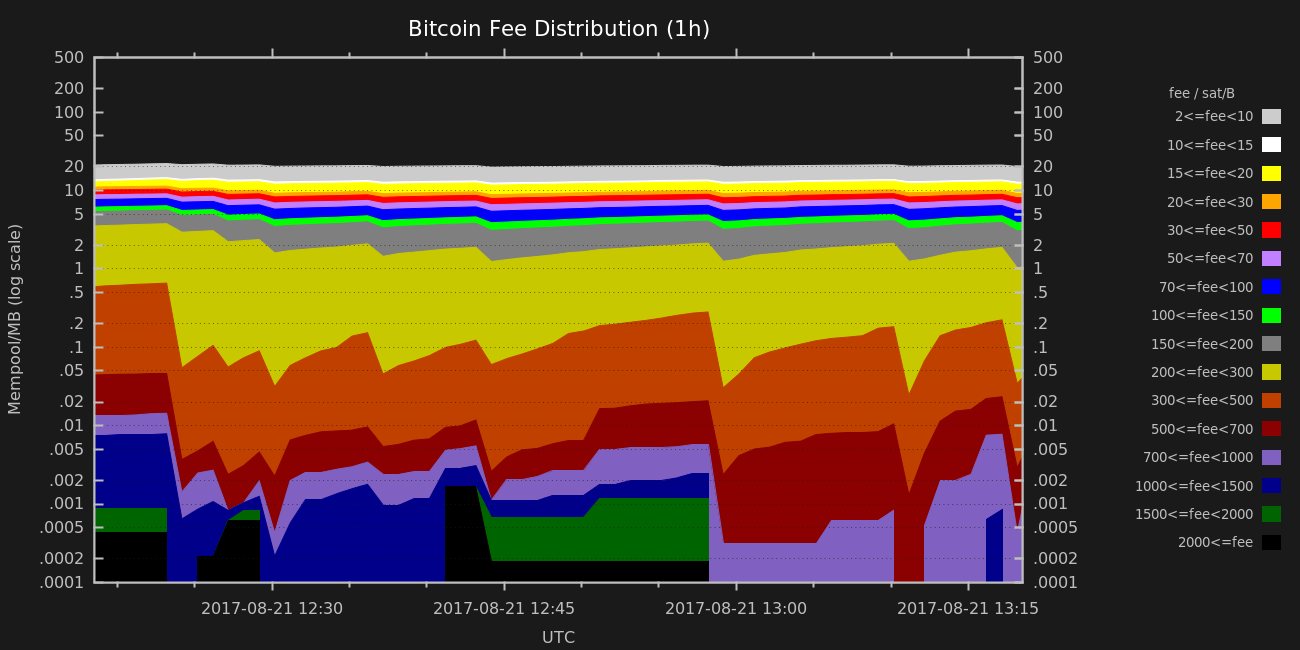 Bitcoin Fee Distribution (1h)
500 500
200 200
100 100
50 50
20 20
10 10
5 5
2 2
1 1
.5 .5
.2 .2
.1 .1
.05 .05
.02 .02
.01 .01
.005 .005
.002 .002
.001 .001
.0005 .0005
.0002 .0002
.0001 .0001
Mempool/MB (log scale)
2017-08-21 12:30 2017-08-21 12:45 2017-08-21 13:00 2017-08-21 13:15
UTC
fee / sat/B
2<=fee<10
10<=fee<15
15<=fee<20
20<=fee<30
30<=fee<50
50<=fee<70
70<=fee<100
100<=fee<150
150<=fee<200
200<=fee<300
300<=fee<500
500<=fee<700
700<=fee<1000
1000<=fee<1500
1500<=fee<2000
2000<=fee